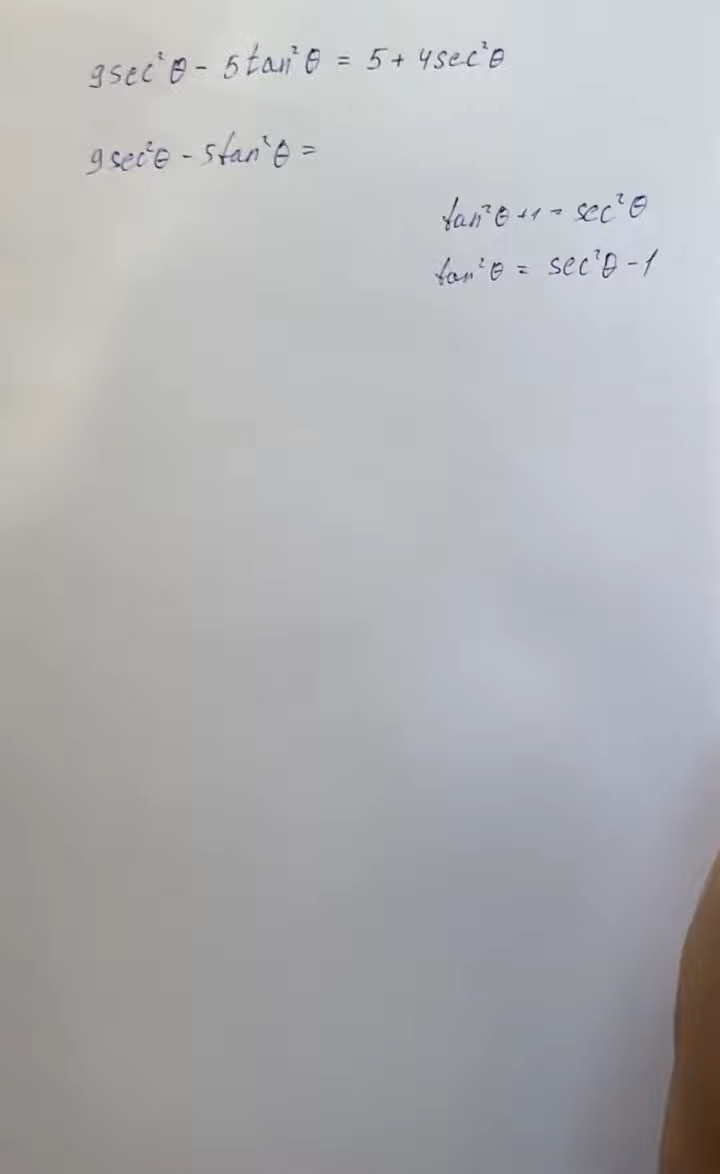 9sec²θ - 5tan²θ = 5 + 4sec²θ
9sec²θ - 5tan²θ =
tan²θ +1 = sec²θ
tan²θ = sec²θ - 1